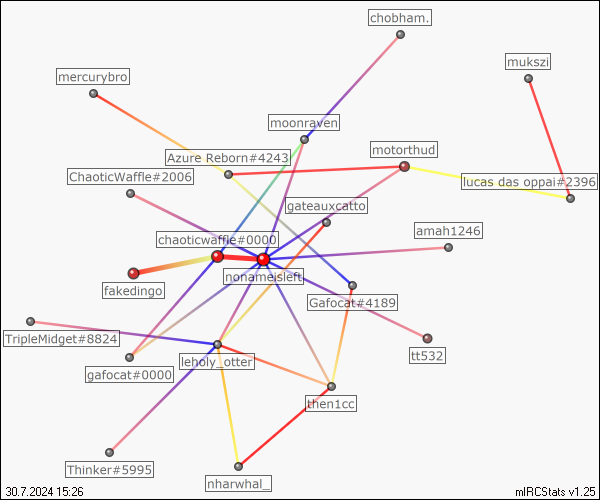 chobham.
mukszi
mercurybro
moonraven
motorthud
Azure Reborn#4243
ChaoticWaffle#2006
lucas das oppai#2396
gateauxcatto
amah1246
chaoticwaffle#0000
nonameisleft
fakedingo
Gafocat#4189
TripleMidget#8824
leholy_otter
tt532
gafocat#0000
then1cc
Thinker#5995
nharwhal_
30.7.2024 15:26
mIRCStats v1.25